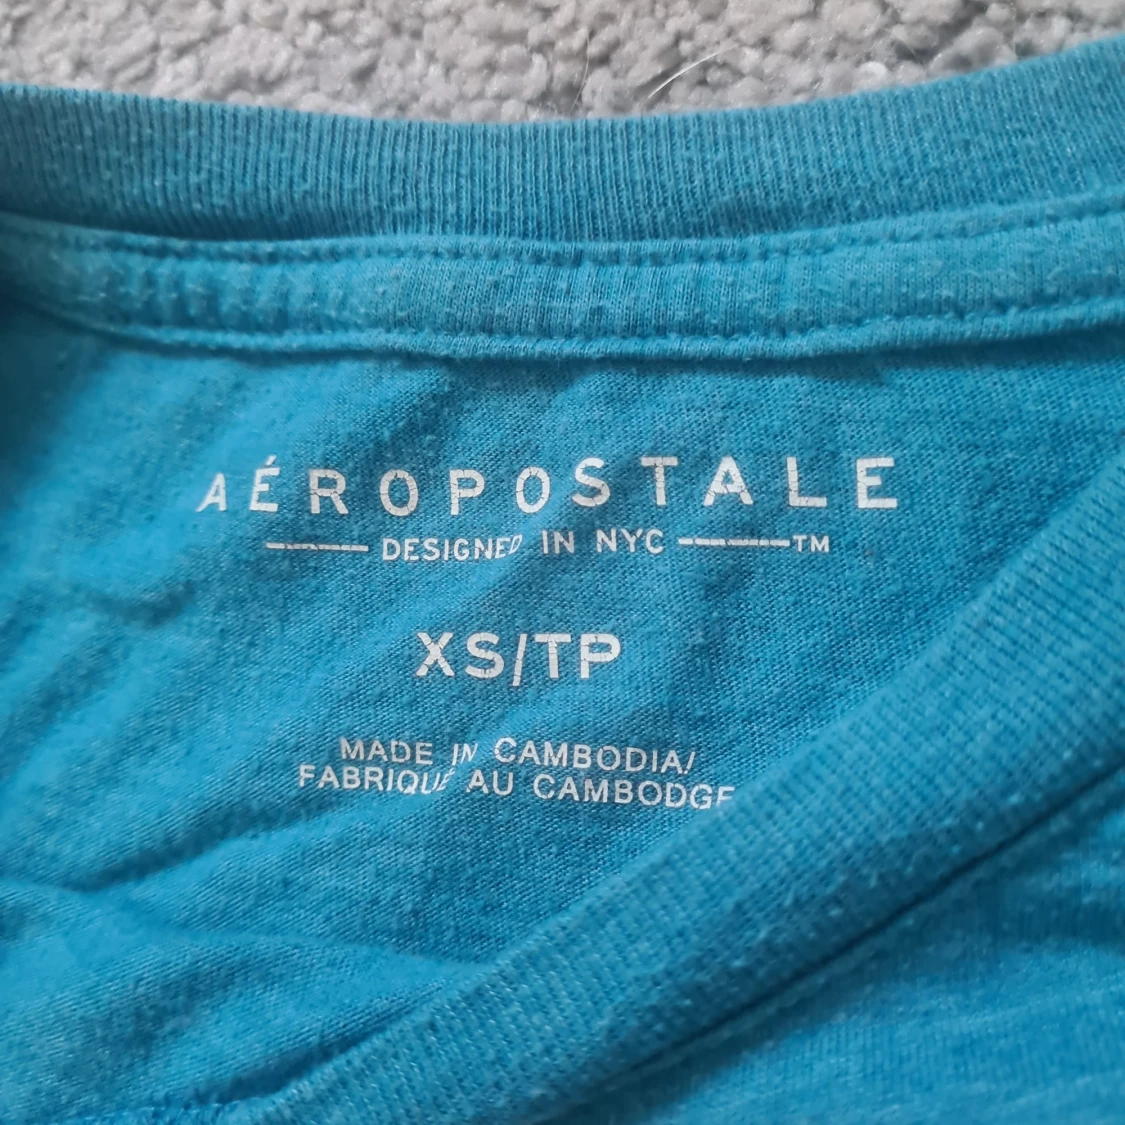 AÉROPOSTALE
DESIGNED IN NYC TM
XS/TP
MADE IN CAMBODIA/
FABRIQUÉ AU CAMBODGE